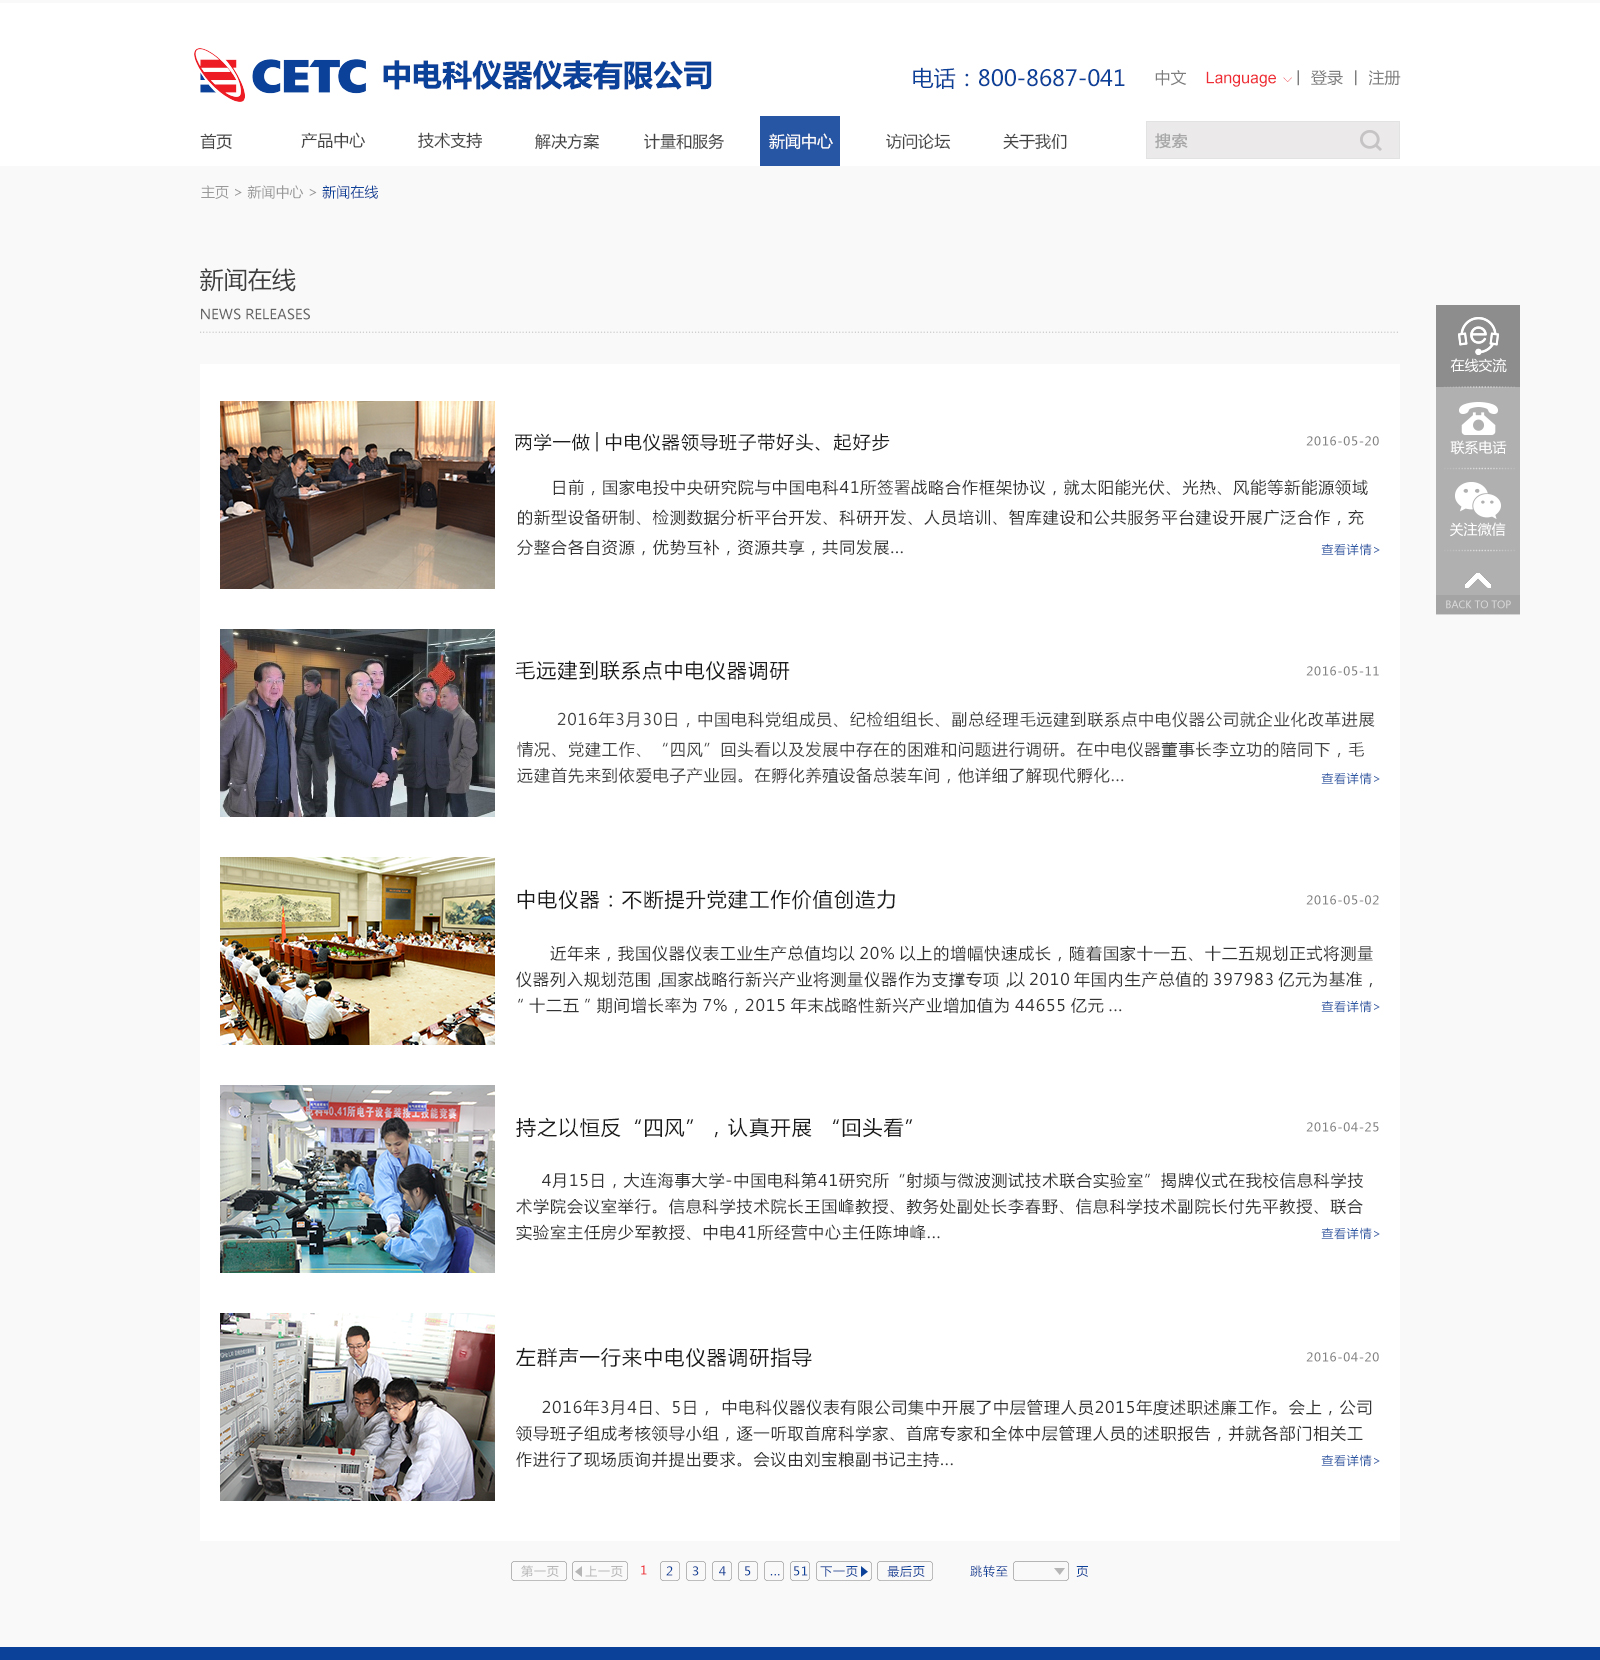 CETC 中电科仪器仪表有限公司
电话：800-8687-041 中文 Language | 登录 | 注册
首页 产品中心 技术支持 解决方案 计量和服务 新闻中心 访问论坛 关于我们 搜索
主页 > 新闻中心 > 新闻在线
新闻在线
NEWS RELEASES
在线交流
联系电话
关注微信
BACK TO TOP
两学一做 | 中电仪器领导班子带好头、起好步 2016-05-20
日前，国家电投中央研究院与中国电科41所签署战略合作框架协议，就太阳能光伏、光热、风能等新能源领域
的新型设备研制、检测数据分析平台开发、科研开发、人员培训、智库建设和公共服务平台建设开展广泛合作，充
分整合各自资源，优势互补，资源共享，共同发展...
查看详情>
毛远建到联系点中电仪器调研 2016-05-11
2016年3月30日，中国电科党组成员、纪检组组长、副总经理毛远建到联系点中电仪器公司就企业化改革进展
情况、党建工作、“四风”回头看以及发展中存在的困难和问题进行调研。在中电仪器董事长李立功的陪同下，毛
远建首先来到依爱电子产业园。在孵化养殖设备总装车间，他详细了解现代孵化...
查看详情>
中电仪器：不断提升党建工作价值创造力 2016-05-02
近年来，我国仪器仪表工业生产总值均以 20% 以上的增幅快速成长，随着国家十一五、十二五规划正式将测量
仪器列入规划范围，国家战略行新兴产业将测量仪器作为支撑专项，以 2010 年国内生产总值的 397983 亿元为基准，
”十二五“期间增长率为 7%，2015 年末战略性新兴产业增加值为 44655 亿元 ...
查看详情>
科40.41所电子设备装接工技能竞赛
持之以恒反“四风”，认真开展 “回头看” 2016-04-25
4月15日，大连海事大学-中国电科第41研究所“射频与微波测试技术联合实验室”揭牌仪式在我校信息科学技
术学院会议室举行。信息科学技术院长王国峰教授、教务处副处长李春野、信息科学技术副院长付先平教授、联合
实验室主任房少军教授、中电41所经营中心主任陈坤峰...
查看详情>
左群声一行来中电仪器调研指导 2016-04-20
2016年3月4日、5日， 中电科仪器仪表有限公司集中开展了中层管理人员2015年度述职述廉工作。会上，公司
领导班子组成考核领导小组，逐一听取首席科学家、首席专家和全体中层管理人员的述职报告，并就各部门相关工
作进行了现场质询并提出要求。会议由刘宝粮副书记主持...
查看详情>
第一页 上一页 1 2 3 4 5 ... 51 下一页 最后页 跳转至 页